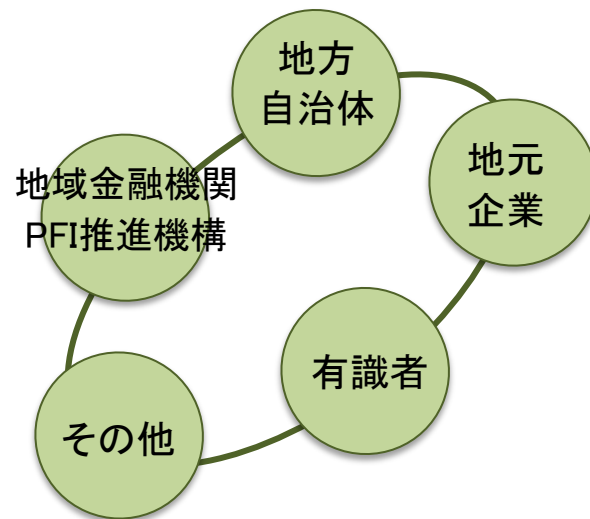 地方
自治体
地元
企業
地域金融機関
PFI推進機構
有識者
その他